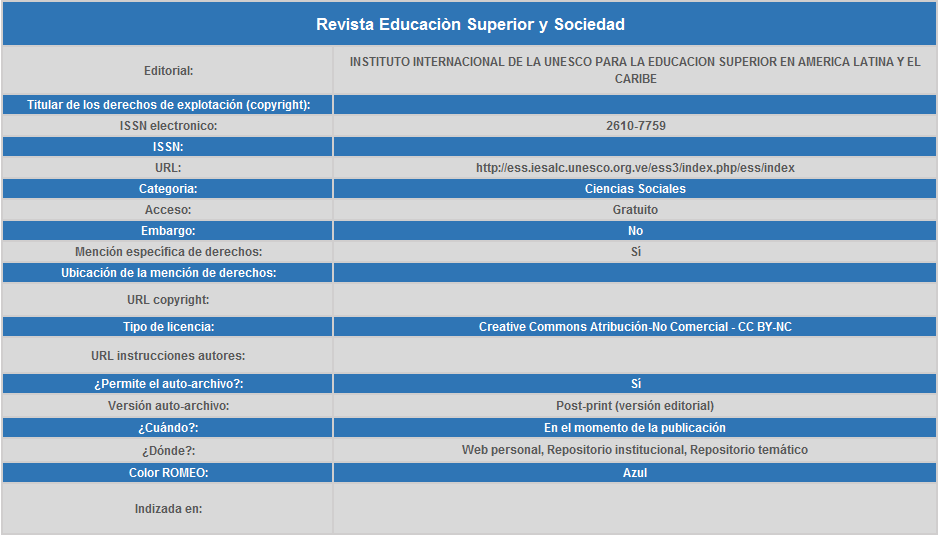 Revista Educaciòn Superior y Sociedad
Editorial: INSTITUTO INTERNACIONAL DE LA UNESCO PARA LA EDUCACION SUPERIOR EN AMERICA LATINA Y EL
CARIBE
Titular de los derechos de explotación (copyright):
ISSN electronico: 2610-7759
ISSN:
URL: http://ess.iesalc.unesco.org.ve/ess3/index.php/ess/index
Categoria: Ciencias Sociales
Acceso: Gratuito
Embargo: No
Mención específica de derechos: Sí
Ubicación de la mención de derechos:
URL copyright:
Tipo de licencia: Creative Commons Atribución-No Comercial - CC BY-NC
URL instrucciones autores:
¿Permite el auto-archivo?: Sí
Versión auto-archivo: Post-print (versión editorial)
¿Cuándo?: En el momento de la publicación
¿Dónde?: Web personal, Repositorio institucional, Repositorio temático
Color ROMEO: Azul
Indizada en: